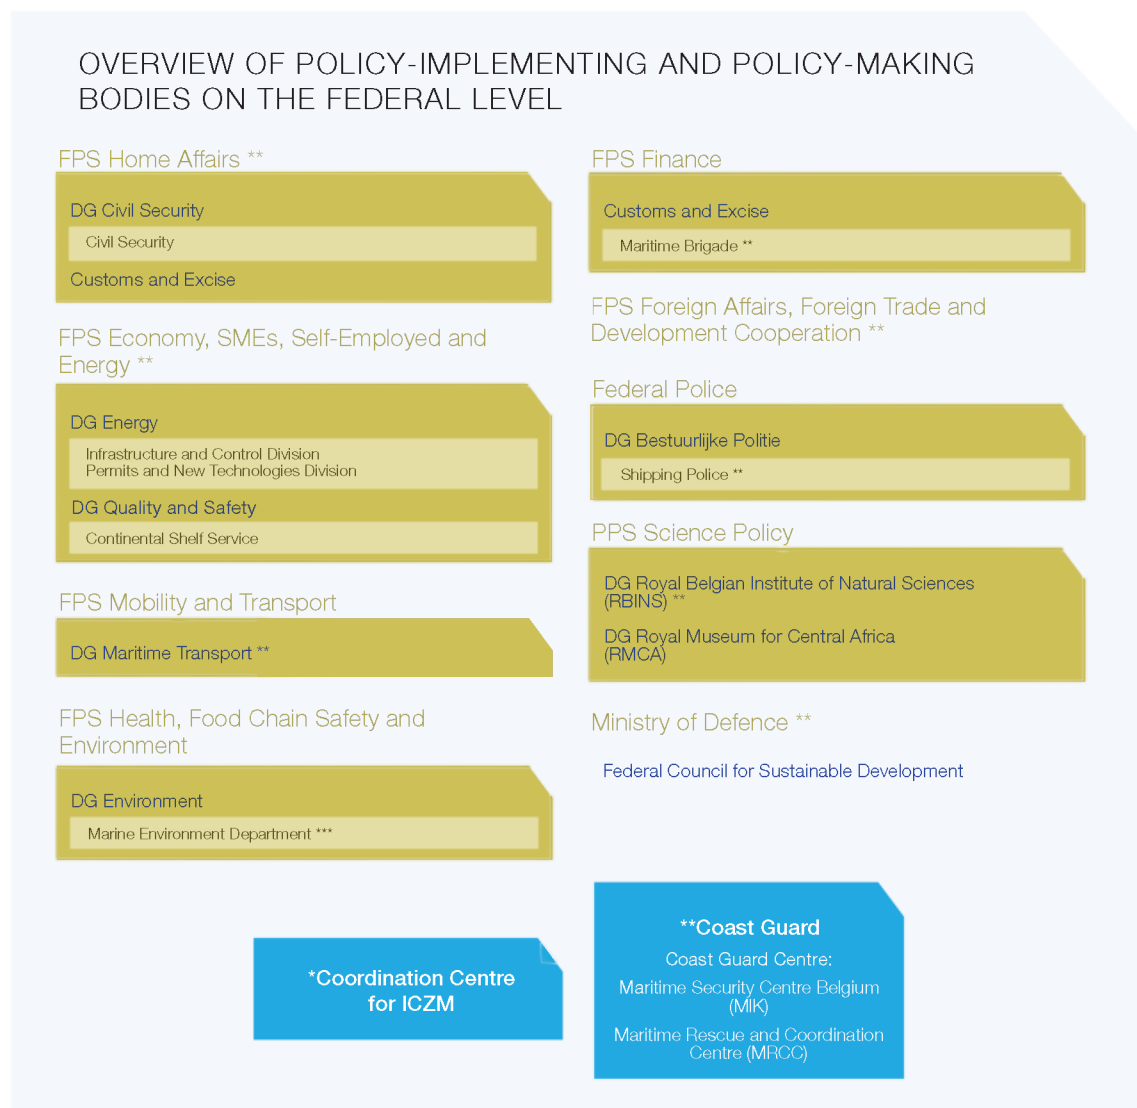 OVERVIEW OF POLICY-IMPLEMENTING AND POLICY-MAKING
BODIES ON THE FEDERAL LEVEL
FPS Home Affairs **
DG Civil Security
Civil Security
Customs and Excise
FPS Economy, SMEs, Self-Employed and
Energy **
DG Energy
Infrastructure and Control Division
Permits and New Technologies Division
DG Quality and Safety
Continental Shelf Service
FPS Mobility and Transport
DG Maritime Transport **
FPS Health, Food Chain Safety and
Environment
DG Environment
Marine Environment Department ***
FPS Finance
Customs and Excise
Maritime Brigade **
FPS Foreign Affairs, Foreign Trade and
Development Cooperation **
Federal Police
DG Bestuurlijke Politie
Shipping Police **
PPS Science Policy
DG Royal Belgian Institute of Natural Sciences
(RBINS) **
DG Royal Museum for Central Africa
(RMCA)
Ministry of Defence **
Federal Council for Sustainable Development
*Coordination Centre
for ICZM
**Coast Guard
Coast Guard Centre:
Maritime Security Centre Belgium
(MIK)
Maritime Rescue and Coordination
Centre (MRCC)